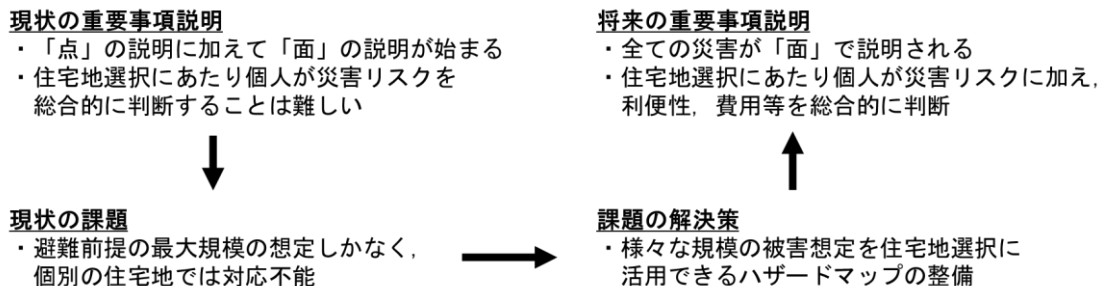 現状の重要事項説明
・「点」の説明に加えて「面」の説明が始まる
・住宅地選択にあたり個人が災害リスクを
総合的に判断することは難しい
現状の課題
・避難前提の最大規模の想定しかなく,
個別の住宅地では対応不能
課題の解決策
・様々な規模の被害想定を住宅地選択に
活用できるハザードマップの整備
将来の重要事項説明
・全ての災害が「面」で説明される
・住宅地選択にあたり個人が災害リスクに加え,
利便性, 費用等を総合的に判断